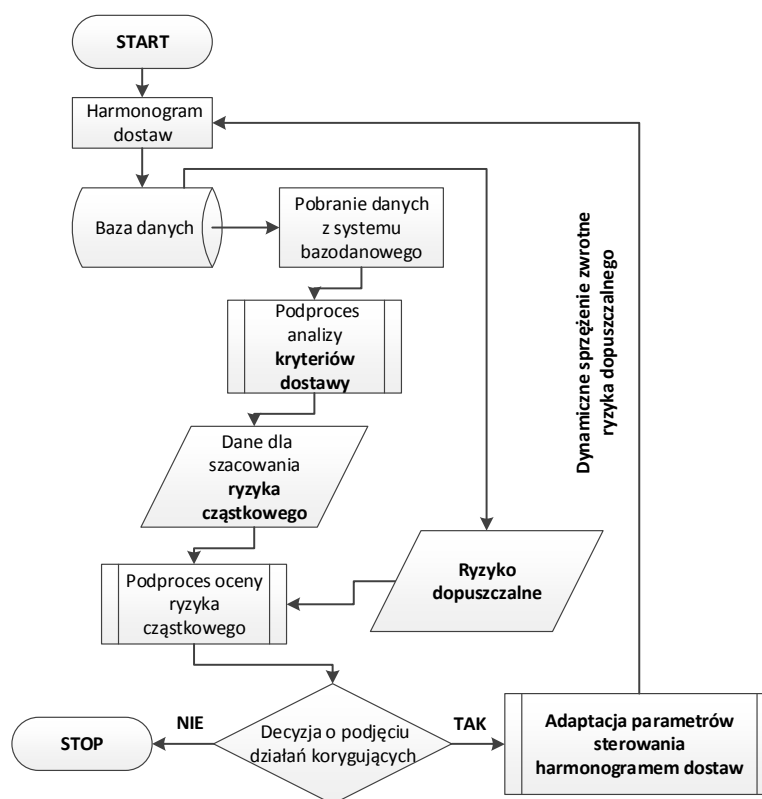 START
Harmonogram
dostaw
Baza danych
Pobranie danych
z systemu
bazodanowego
Podproces
analizy
kryteriów
dostawy
Dane dla
szacowania
ryzyka
cząstkowego
Podproces oceny
ryzyka
cząstkowego
Ryzyko
dopuszczalne
Dynamiczne sprzężenie zwrotne
ryzyka dopuszczalnego
Decyzja o podjęciu
działań korygujących
NIE
STOP
TAK
Adaptacja parametrów
sterowania
harmonogramem dostaw